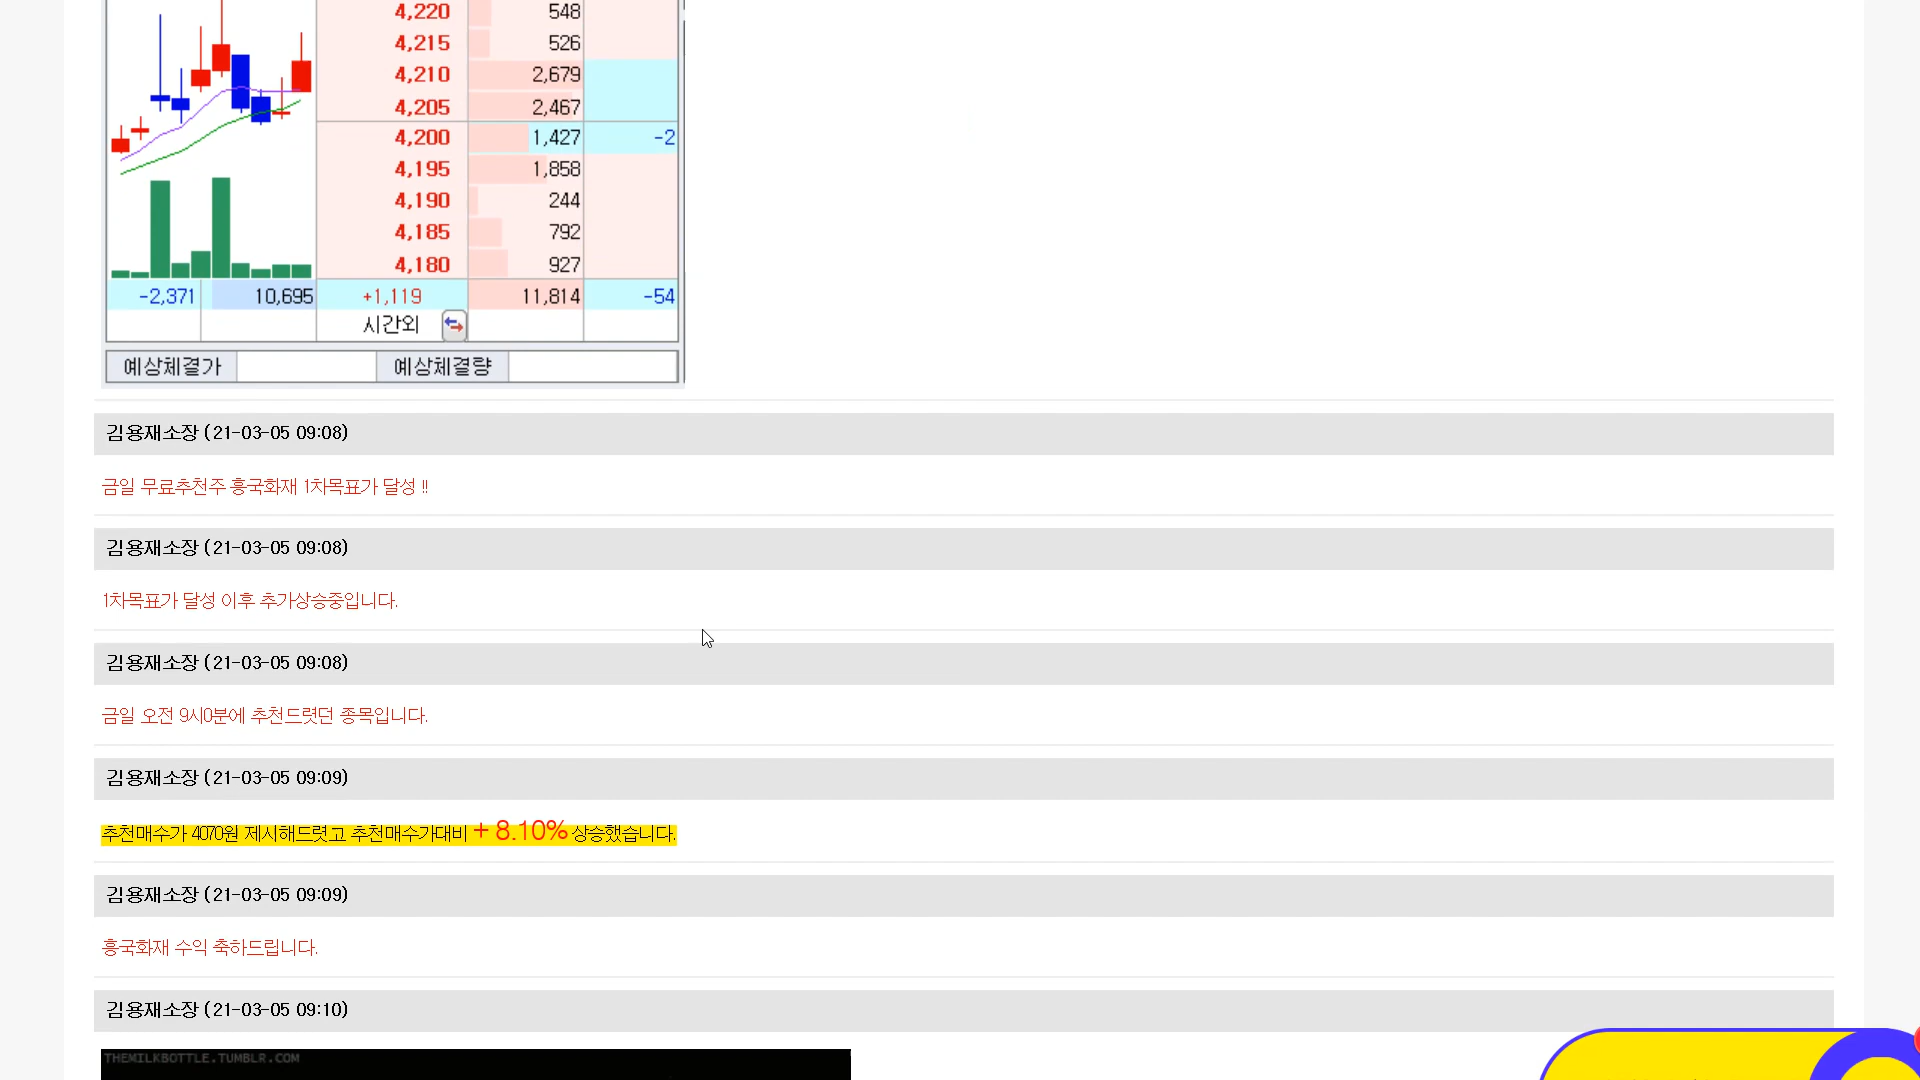 4,220 548
4,215 526
4,210 2,679
4,205 2,467
4,200 1,427 -2
4,195 1,858
4,190 244
4,185 792
4,180 927
-2,371 10,695 +1,119 11,814 -54
시간외
예상체결가 예상체결량
김용재소장 (21-03-05 09:08)
금일 무료추천주 흥국화재 1차목표가 달성 !!
김용재소장 (21-03-05 09:08)
1차목표가 달성 이후 추가상승중입니다.
김용재소장 (21-03-05 09:08)
금일 오전 9시0분에 추천드렷던 종목입니다.
김용재소장 (21-03-05 09:09)
추천매수가 4070원 제시해드렷고 추천매수가대비 + 8.10% 상승했습니다.
김용재소장 (21-03-05 09:09)
흥국화재 수익 축하드립니다.
김용재소장 (21-03-05 09:10)
THEMILKBOTTLE.TUMBLR.COM